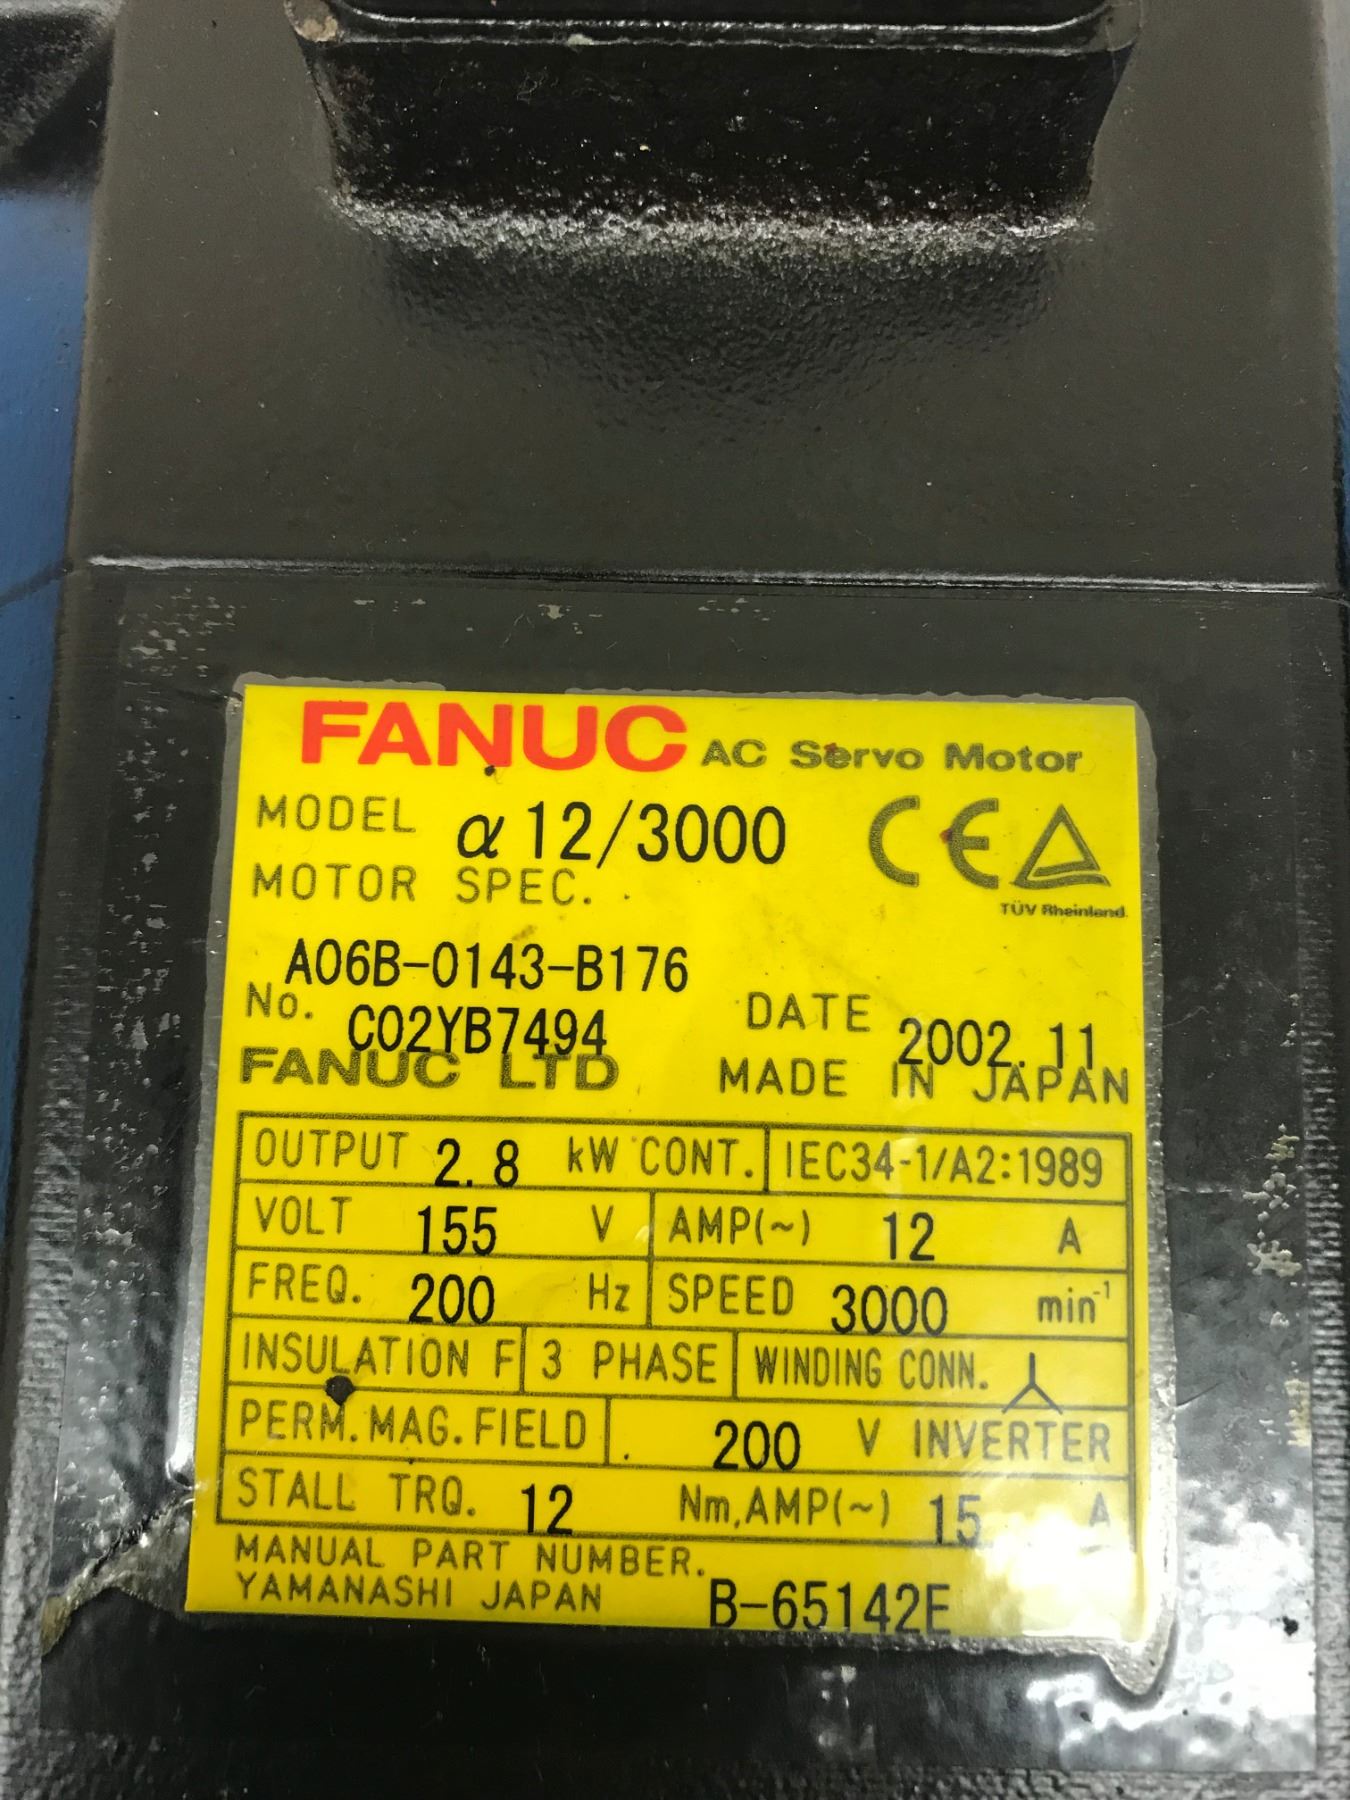 FANUC AC Servo Motor
MODEL α12/3000 CE
MOTOR SPEC.
TÜV Rheinland
A06B-0143-B176
No. C02YB7494 DATE 2002.11
FANUC LTD MADE IN JAPAN
OUTPUT 2.8 kW CONT. IEC34-1/A2:1989
VOLT 155 V AMP(~) 12 A
FREQ. 200 Hz SPEED 3000 min⁻¹
INSULATION F 3 PHASE WINDING CONN.
PERM.MAG.FIELD 200 V INVERTER
STALL TRQ. 12 Nm,AMP(~) 15 A
MANUAL PART NUMBER.
YAMANASHI JAPAN B-65142E